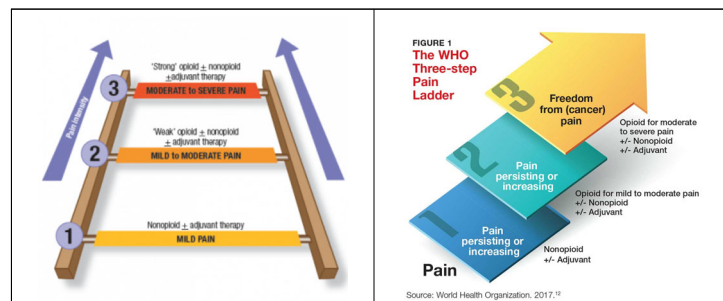 'Strong' opioid ± nonopioid
±adjuvant therapy
3
MODERATE to SEVERE PAIN
Pain intensity
'Weak' opioid ± nonopioid
± adjuvant therapy
2
MILD to MODERATE PAIN
Nonopioid ± adjuvant therapy
1
MILD PAIN
FIGURE 1
The WHO
Three-step
Pain
Ladder
3
Freedom
from (cancer)
pain
Opioid for moderate
to severe pain
+/- Nonopioid
+/- Adjuvant
2
Pain
persisting or
increasing
Opioid for mild to moderate pain
+/- Nonopioid
+/- Adjuvant
1
Pain
persisting or
increasing
Nonopioid
+/- Adjuvant
Pain
Source: World Health Organization. 2017.¹²